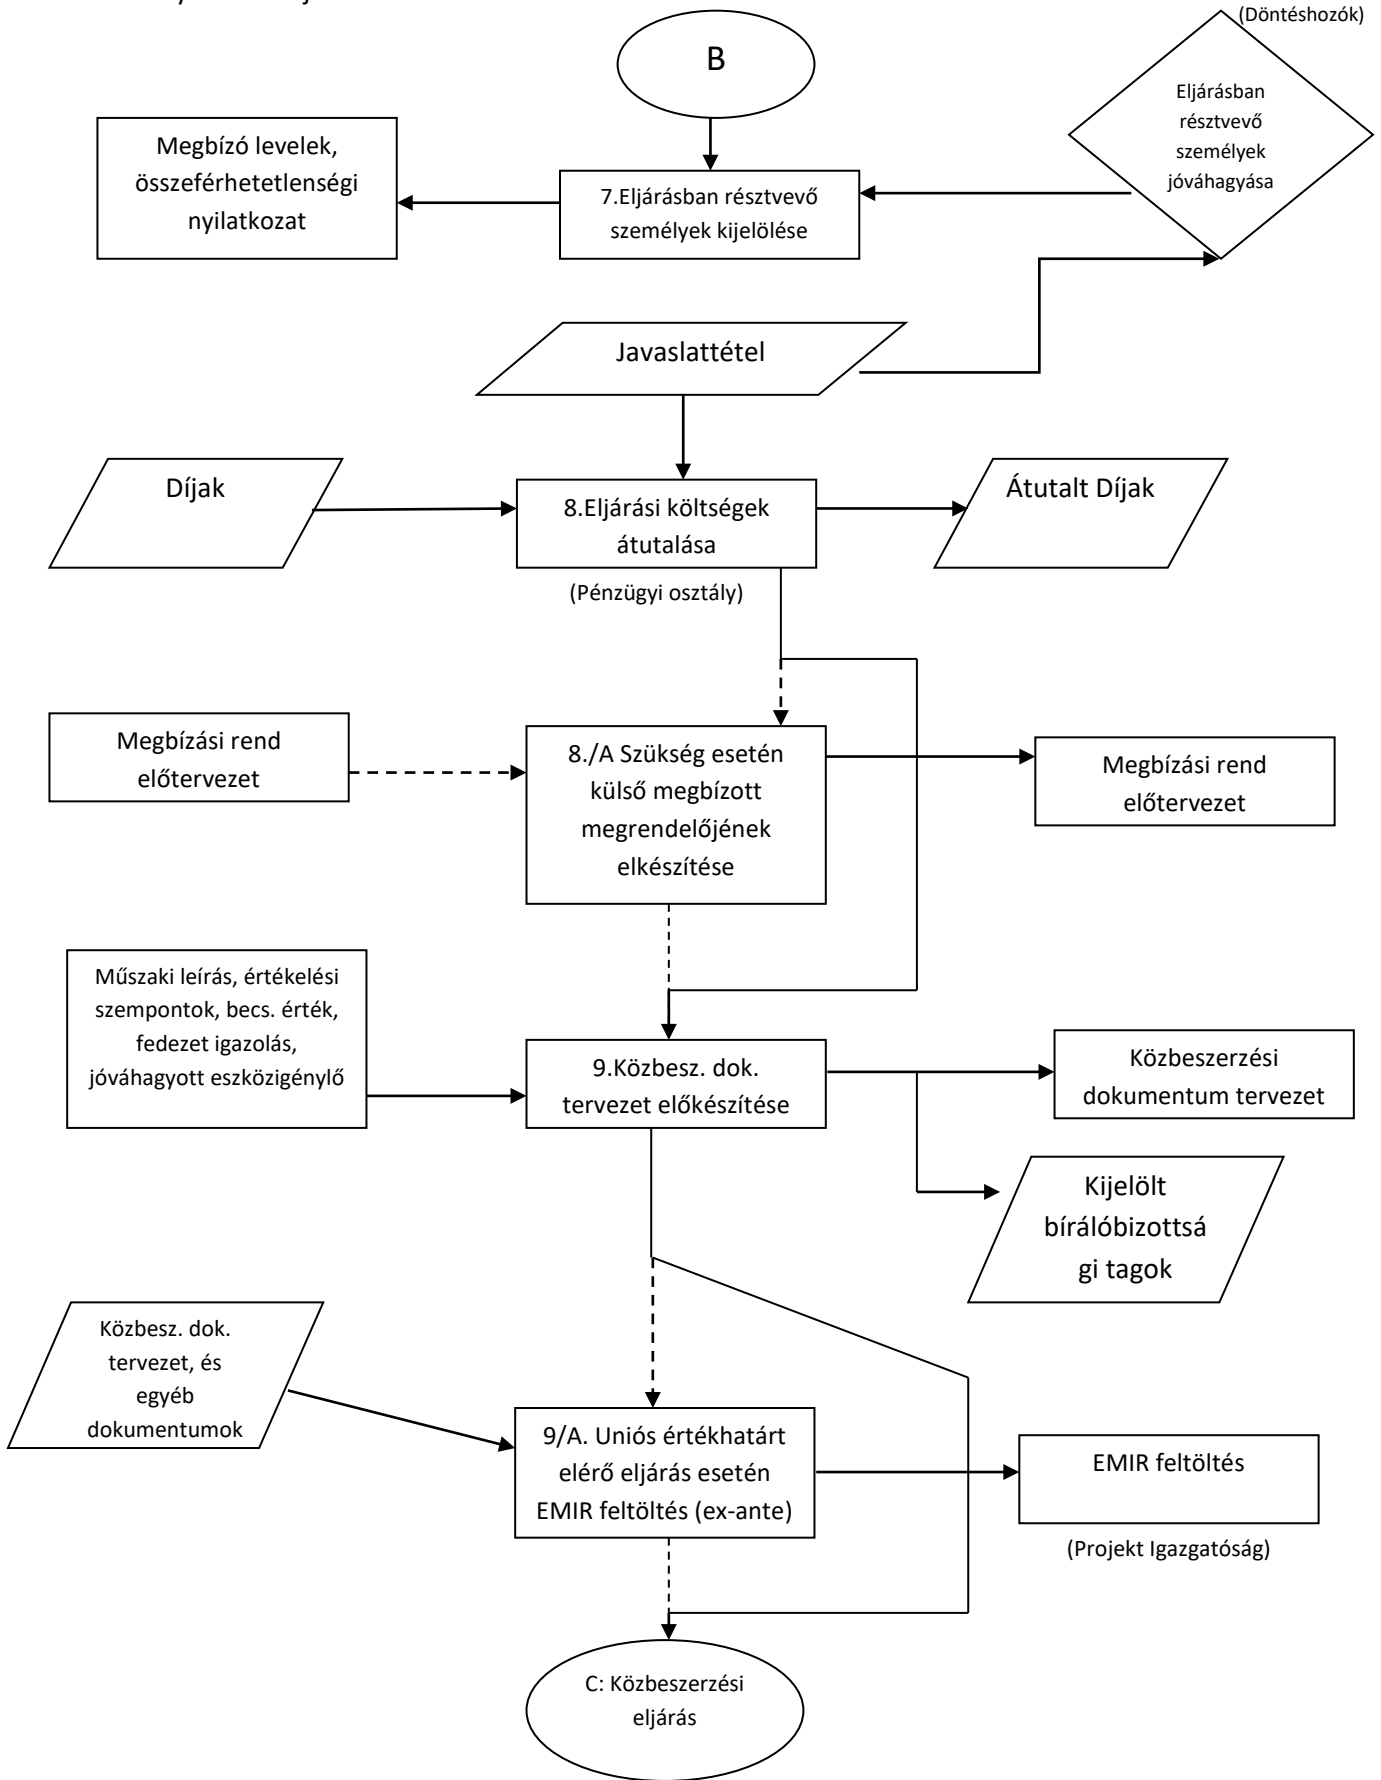 (Döntéshozók)
B
Eljárásban
résztvevő
személyek
jóváhagyása
Megbízó levelek,
összeférhetetlenségi
nyilatkozat
7.Eljárásban résztvevő
személyek kijelölése
Javaslattétel
Díjak
8.Eljárási költségek
átutalása
Átutalt Díjak
(Pénzügyi osztály)
Megbízási rend
előtervezet
8./A Szükség esetén
külső megbízott
megrendelőjének
elkészítése
Megbízási rend
előtervezet
Műszaki leírás, értékelési
szempontok, becs. érték,
fedezet igazolás,
jóváhagyott eszközigénylő
9.Közbesz. dok.
tervezet előkészítése
Közbeszerzési
dokumentum tervezet
Kijelölt
bírálóbizottsá
gi tagok
Közbesz. dok.
tervezet, és
egyéb
dokumentumok
9/A. Uniós értékhatárt
elérő eljárás esetén
EMIR feltöltés (ex-ante)
EMIR feltöltés
(Projekt Igazgatóság)
C: Közbeszerzési
eljárás